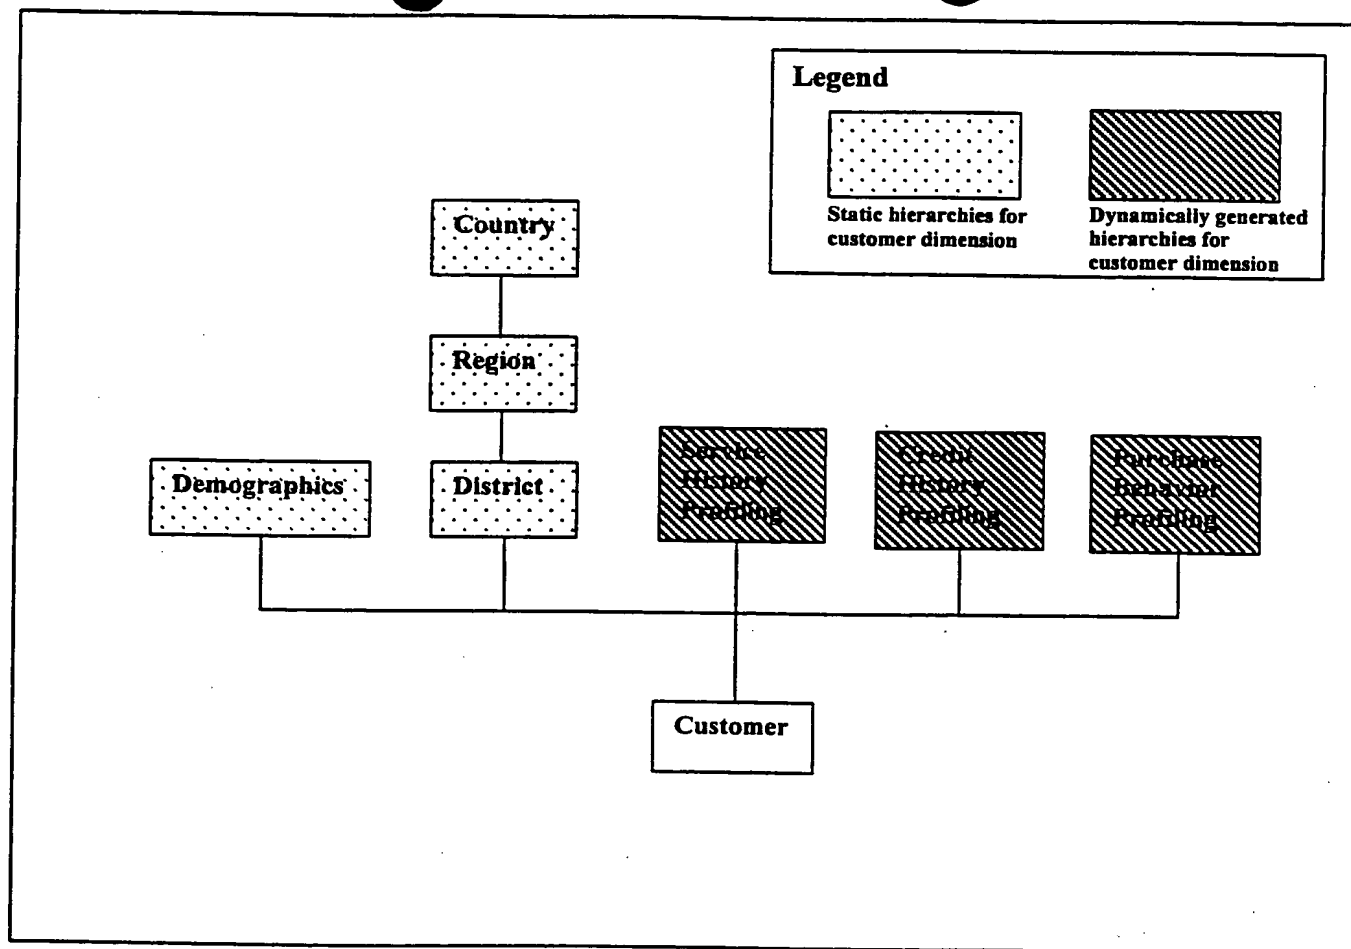 Legend
Static hierarchies for
customer dimension
Dynamically generated
hierarchies for
customer dimension
Country
Region
Demographics
District
Service
History
Profiling
Credit
History
Profiling
Purchase
Behavior
Profiling
Customer